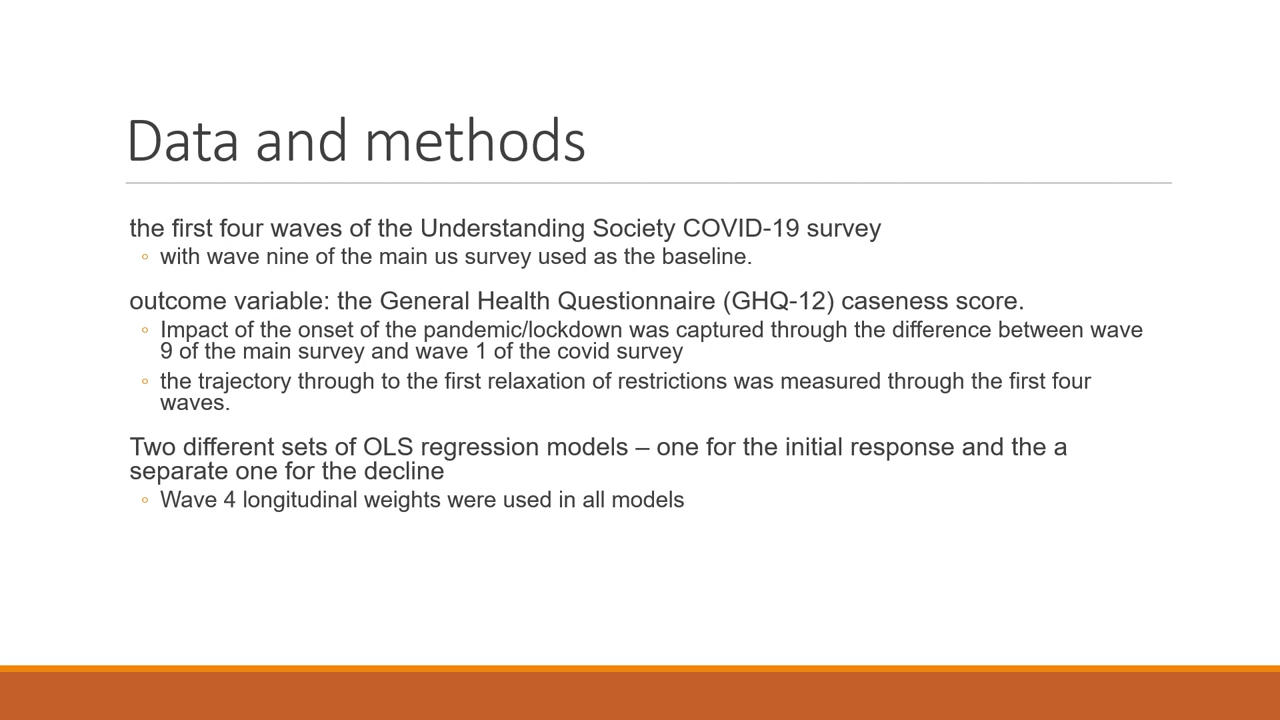 Data and methods
the first four waves of the Understanding Society COVID-19 survey
◦ with wave nine of the main us survey used as the baseline.
outcome variable: the General Health Questionnaire (GHQ-12) caseness score.
◦ Impact of the onset of the pandemic/lockdown was captured through the difference between wave
9 of the main survey and wave 1 of the covid survey
◦ the trajectory through to the first relaxation of restrictions was measured through the first four
waves.
Two different sets of OLS regression models – one for the initial response and the a
separate one for the decline
◦ Wave 4 longitudinal weights were used in all models